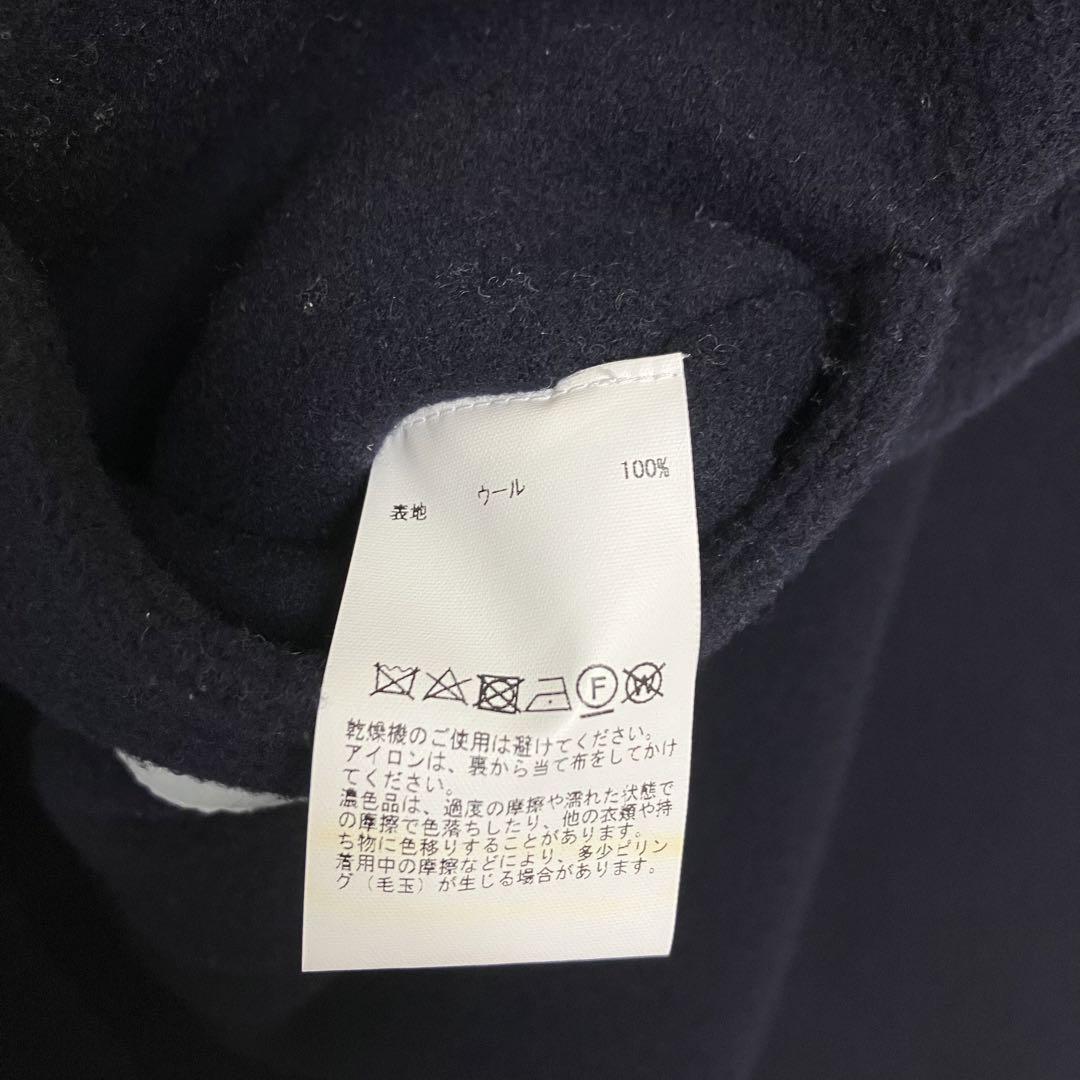 表地 ウール 100%
F W
乾燥機のご使用は避けてください。
アイロンは、裏から当て布をしてかけ
てください。
濃色品は、過度の摩擦や濡れた状態で
の摩擦で色落ちしたり、他の衣類や持
ち物に色移りすることがあります。
着用中の摩擦などにより、多少ピリン
グ（毛玉）が生じる場合があります。